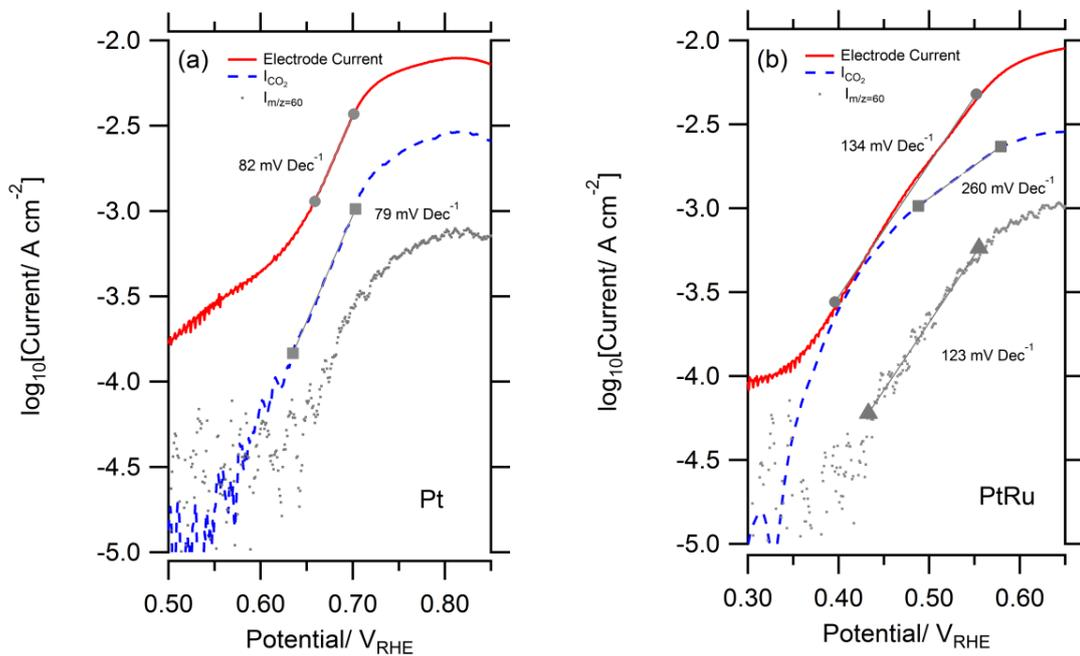 (a)
Electrode Current
I_CO₂
I_m/z=60
-2.0
-2.5
-3.0
-3.5
-4.0
-4.5
-5.0
82 mV Dec⁻¹
79 mV Dec⁻¹
Pt
0.50 0.60 0.70 0.80
Potential/ V_RHE
log₁₀[Current/ A cm⁻²]
(b)
Electrode Current
I_CO₂
I_m/z=60
-2.0
-2.5
-3.0
-3.5
-4.0
-4.5
-5.0
134 mV Dec⁻¹
260 mV Dec⁻¹
123 mV Dec⁻¹
PtRu
0.30 0.40 0.50 0.60
Potential/ V_RHE
log₁₀[Current/ A cm⁻²]